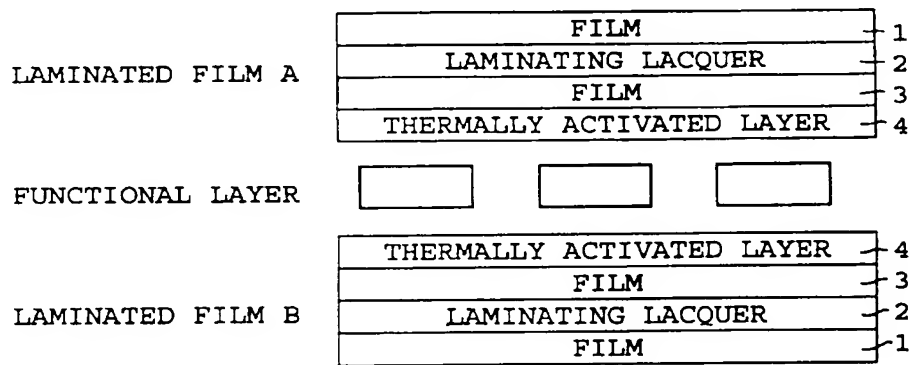 FILM 1
LAMINATING LACQUER 2
LAMINATED FILM A
FILM 3
THERMALLY ACTIVATED LAYER 4
FUNCTIONAL LAYER
THERMALLY ACTIVATED LAYER 4
FILM 3
LAMINATED FILM B
LAMINATING LACQUER 2
FILM 1